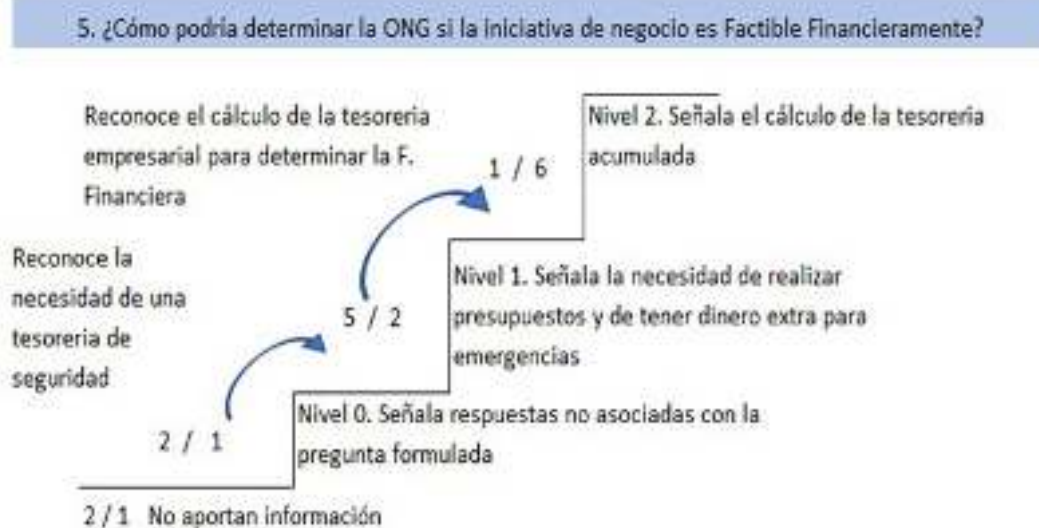 5. ¿Cómo podría determinar la ONG si la iniciativa de negocio es Factible Financieramente?
Reconoce el cálculo de la tesoreria
empresarial para determinar la F.
Financiera
1 / 6
Nivel 2. Señala el cálculo de la tesoreria
acumulada
Reconoce la
necesidad de una
tesoreria de
seguridad
5 / 2
Nivel 1. Señala la necesidad de realizar
presupuestos y de tener dinero extra para
emergencias
2 / 1
Nivel 0. Señala respuestas no asociadas con la
pregunta formulada
2 / 1 No aportan información